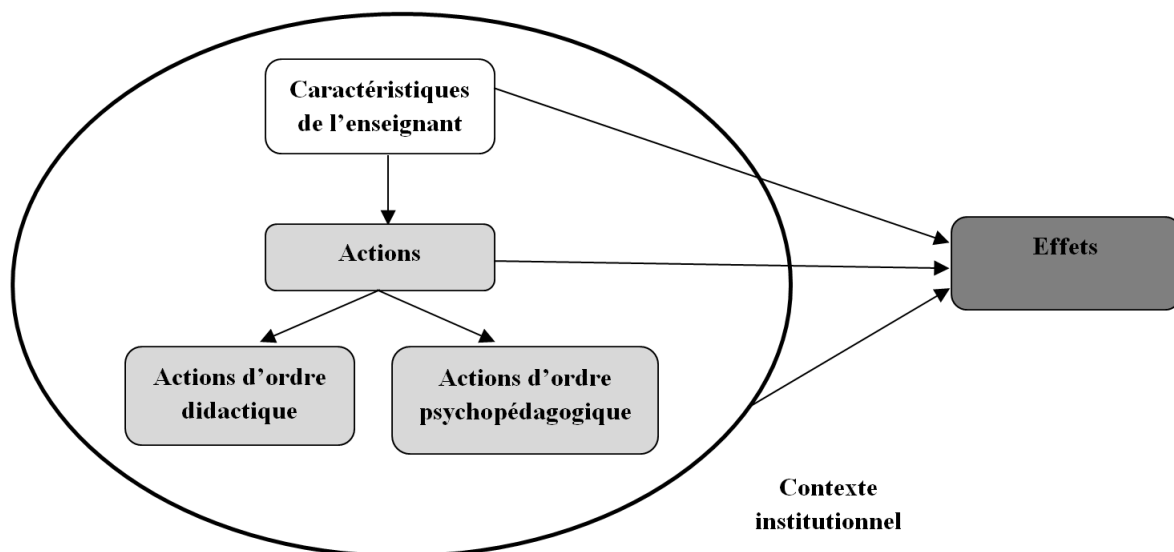 Caractéristiques
de l’enseignant
Actions
Effets
Actions d’ordre
didactique
Actions d’ordre
psychopédagogique
Contexte
institutionnel